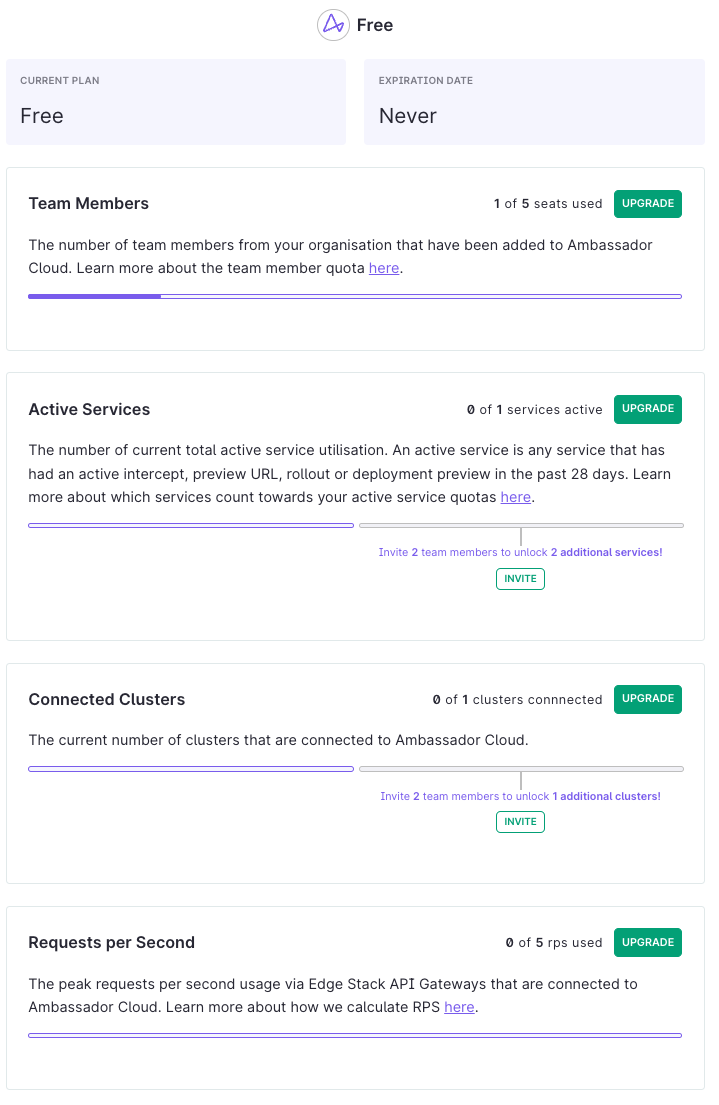 Free
CURRENT PLAN
Free
EXPIRATION DATE
Never
Team Members
1 of 5 seats used
UPGRADE
The number of team members from your organisation that have been added to Ambassador
Cloud. Learn more about the team member quota here.
Active Services
0 of 1 services active
UPGRADE
The number of current total active service utilisation. An active service is any service that has
had an active intercept, preview URL, rollout or deployment preview in the past 28 days. Learn
more about which services count towards your active service quotas here.
Invite 2 team members to unlock 2 additional services!
INVITE
Connected Clusters
0 of 1 clusters connnected
UPGRADE
The current number of clusters that are connected to Ambassador Cloud.
Invite 2 team members to unlock 1 additional clusters!
INVITE
Requests per Second
0 of 5 rps used
UPGRADE
The peak requests per second usage via Edge Stack API Gateways that are connected to
Ambassador Cloud. Learn more about how we calculate RPS here.